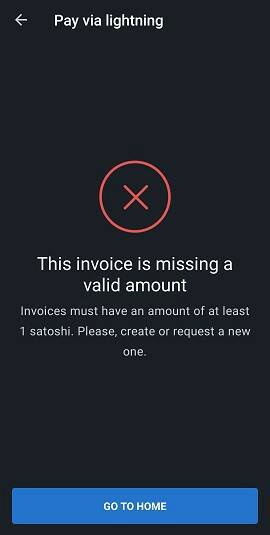 Pay via lightning
This invoice is missing a
valid amount
Invoices must have an amount of at least
1 satoshi. Please, create or request a new
one.
GO TO HOME